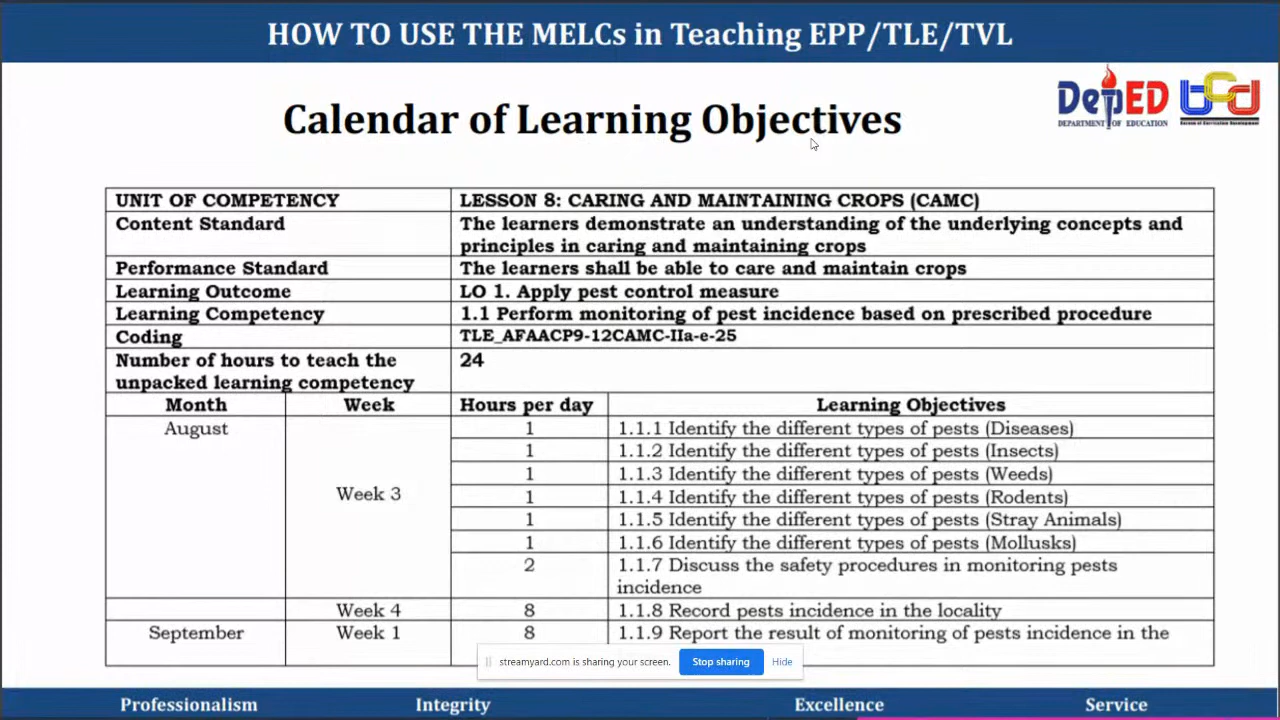 HOW TO USE THE MELCs in Teaching EPP/TLE/TVL
DepED
DEPARTMENT OF EDUCATION
bcd
Bureau of Curriculum Development
Calendar of Learning Objectives
UNIT OF COMPETENCY LESSON 8: CARING AND MAINTAINING CROPS (CAMC)
Content Standard The learners demonstrate an understanding of the underlying concepts and
principles in caring and maintaining crops
Performance Standard The learners shall be able to care and maintain crops
Learning Outcome LO 1. Apply pest control measure
Learning Competency 1.1 Perform monitoring of pest incidence based on prescribed procedure
Coding TLE_AFAACP9-12CAMC-IIa-e-25
Number of hours to teach the 24
unpacked learning competency
Month Week Hours per day Learning Objectives
August 1 1.1.1 Identify the different types of pests (Diseases)
1 1.1.2 Identify the different types of pests (Insects)
1 1.1.3 Identify the different types of pests (Weeds)
Week 3 1 1.1.4 Identify the different types of pests (Rodents)
1 1.1.5 Identify the different types of pests (Stray Animals)
1 1.1.6 Identify the different types of pests (Mollusks)
2 1.1.7 Discuss the safety procedures in monitoring pests
incidence
Week 4 8 1.1.8 Record pests incidence in the locality
September Week 1 8 1.1.9 Report the result of monitoring of pests incidence in the
streamyard.com is sharing your screen. Stop sharing Hide
Professionalism Integrity Excellence Service